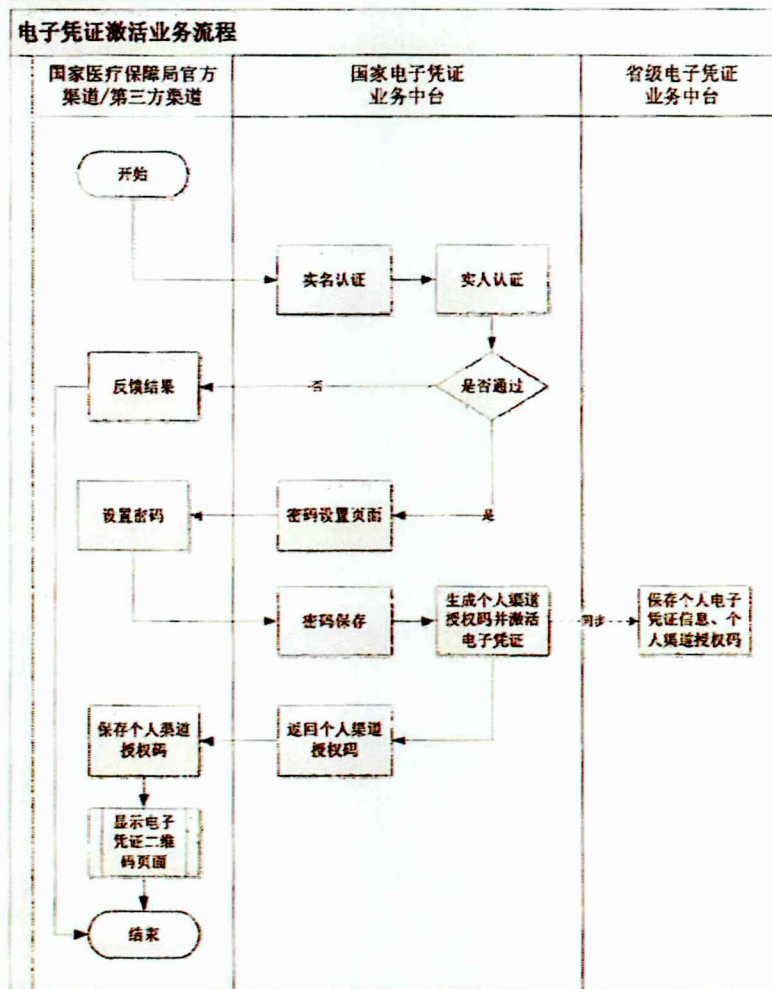 电子凭证激活业务流程
国家医疗保障局官方
渠道/第三方渠道
国家电子凭证
业务中台
省级电子凭证
业务中台
开始
实名认证
实人认证
是否通过
否
反馈结果
是
密码设置页面
设置密码
密码保存
生成个人渠道
授权码并激活
电子凭证
同步
保存个人电子
凭证信息、个
人渠道授权码
返回个人渠道
授权码
保存个人渠道
授权码
显示电子
凭证二维
码页面
结束